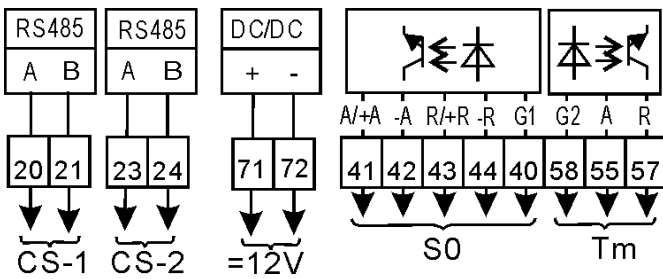 RS485 RS485 DC/DC
A B A B + -
A/+A -A R/+R -R G1 G2 A R
20 21 23 24 71 72 41 42 43 44 40 58 55 57
CS-1 CS-2 =12V S0 Tm